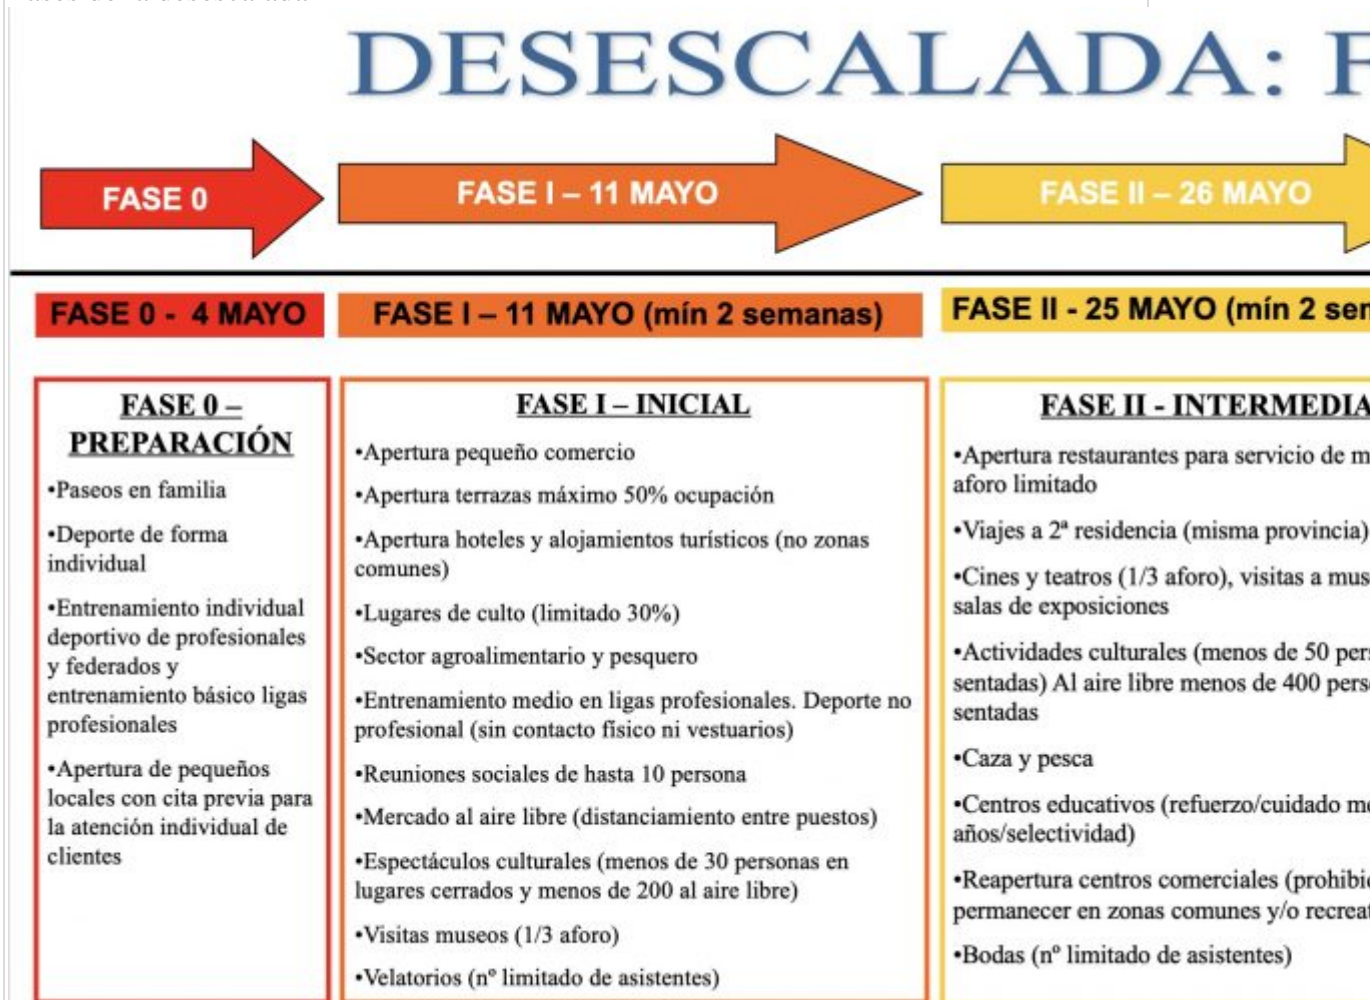 DESESCALADA: F
FASE 0
FASE I – 11 MAYO
FASE II – 26 MAYO
FASE 0 - 4 MAYO
FASE I – 11 MAYO (mín 2 semanas)
FASE II - 25 MAYO (mín 2 sem
FASE 0 –
PREPARACIÓN
•Paseos en familia
•Deporte de forma
individual
•Entrenamiento individual
deportivo de profesionales
y federados y
entrenamiento básico ligas
profesionales
•Apertura de pequeños
locales con cita previa para
la atención individual de
clientes
FASE I – INICIAL
•Apertura pequeño comercio
•Apertura terrazas máximo 50% ocupación
•Apertura hoteles y alojamientos turísticos (no zonas
comunes)
•Lugares de culto (limitado 30%)
•Sector agroalimentario y pesquero
•Entrenamiento medio en ligas profesionales. Deporte no
profesional (sin contacto físico ni vestuarios)
•Reuniones sociales de hasta 10 persona
•Mercado al aire libre (distanciamiento entre puestos)
•Espectáculos culturales (menos de 30 personas en
lugares cerrados y menos de 200 al aire libre)
•Visitas museos (1/3 aforo)
•Velatorios (nº limitado de asistentes)
FASE II - INTERMEDIA
•Apertura restaurantes para servicio de m
aforo limitado
•Viajes a 2ª residencia (misma provincia)
•Cines y teatros (1/3 aforo), visitas a mus
salas de exposiciones
•Actividades culturales (menos de 50 pers
sentadas) Al aire libre menos de 400 pers
sentadas
•Caza y pesca
•Centros educativos (refuerzo/cuidado m
años/selectividad)
•Reapertura centros comerciales (prohibi
permanecer en zonas comunes y/o recrea
•Bodas (nº limitado de asistentes)